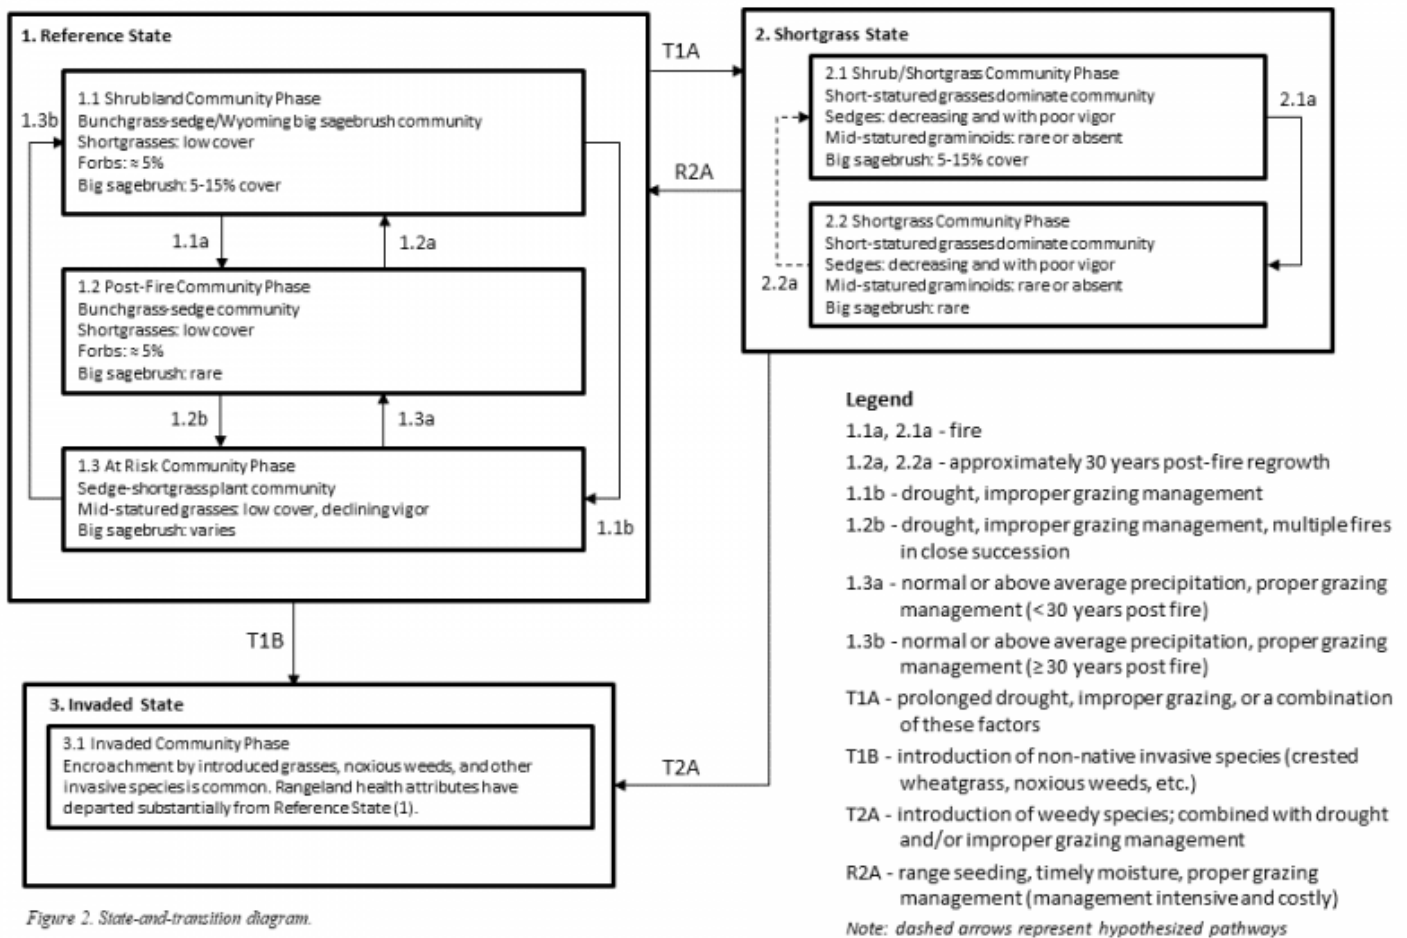 1. Reference State
1.1 Shrubland Community Phase
Bunchgrass-sedge/Wyoming big sagebrush community
Shortgrasses: low cover
Forbs: ≈ 5%
Big sagebrush: 5-15% cover
1.3b
1.1a
1.2a
1.2 Post-Fire Community Phase
Bunchgrass-sedge community
Shortgrasses: low cover
Forbs: ≈ 5%
Big sagebrush: rare
1.2b
1.3a
1.3 At Risk Community Phase
Sedge-shortgrass plant community
Mid-statured grasses: low cover, declining vigor
Big sagebrush: varies
1.1b
T1A
R2A
2. Shortgrass State
2.1 Shrub/Shortgrass Community Phase
Short-statured grasses dominate community
Sedges: decreasing and with poor vigor
Mid-statured graminoids: rare or absent
Big sagebrush: 5-15% cover
2.1a
2.2 Shortgrass Community Phase
Short-statured grasses dominate community
Sedges: decreasing and with poor vigor
Mid-statured graminoids: rare or absent
Big sagebrush: rare
2.2a
T1B
T2A
3. Invaded State
3.1 Invaded Community Phase
Encroachment by introduced grasses, noxious weeds, and other
invasive species is common. Rangeland health attributes have
departed substantially from Reference State (1).
Legend
1.1a, 2.1a - fire
1.2a, 2.2a - approximately 30 years post-fire regrowth
1.1b - drought, improper grazing management
1.2b - drought, improper grazing management, multiple fires
in close succession
1.3a - normal or above average precipitation, proper grazing
management (< 30 years post fire)
1.3b - normal or above average precipitation, proper grazing
management (≥ 30 years post fire)
T1A - prolonged drought, improper grazing, or a combination
of these factors
T1B - introduction of non-native invasive species (crested
wheatgrass, noxious weeds, etc.)
T2A - introduction of weedy species; combined with drought
and/or improper grazing management
R2A - range seeding, timely moisture, proper grazing
management (management intensive and costly)
Note: dashed arrows represent hypothesized pathways
Figure 2. State-and-transition diagram.